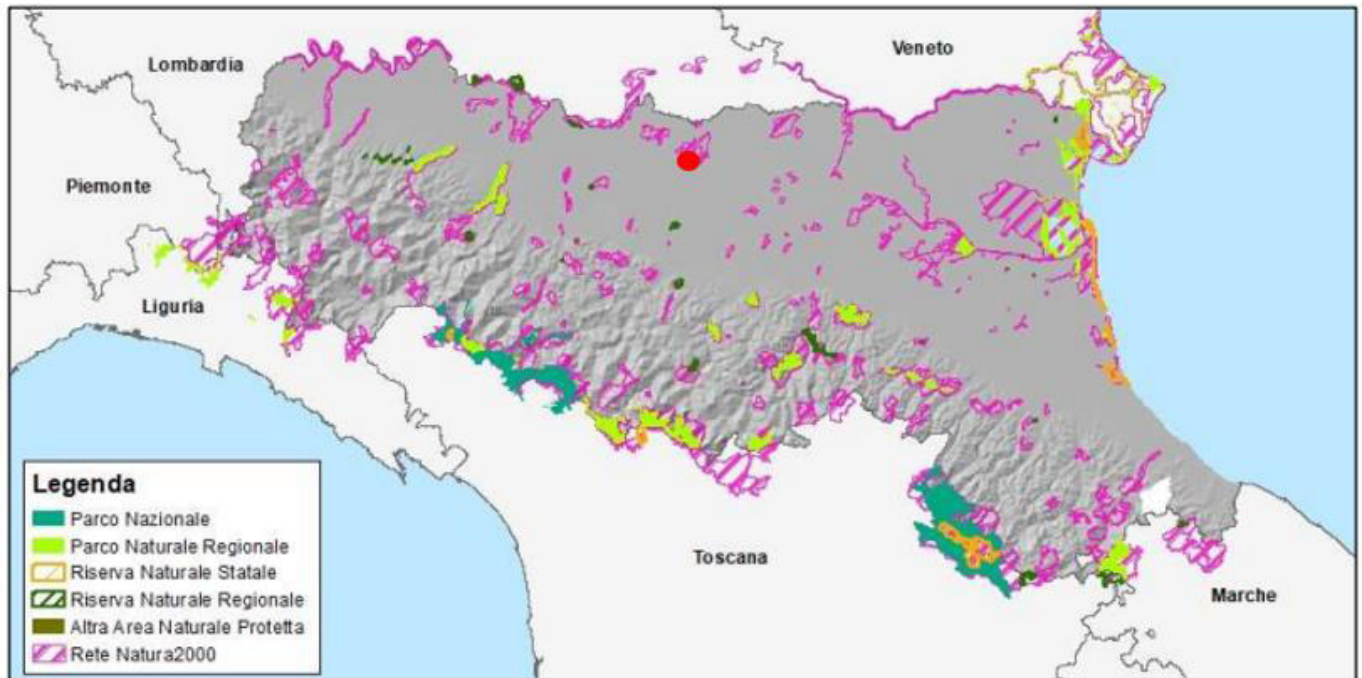 Veneto
Lombardia
Piemonte
Liguria
Legenda
Parco Nazionale
Parco Naturale Regionale
Riserva Naturale Statale
Riserva Naturale Regionale
Altra Area Naturale Protetta
Rete Natura2000
Toscana
Marche